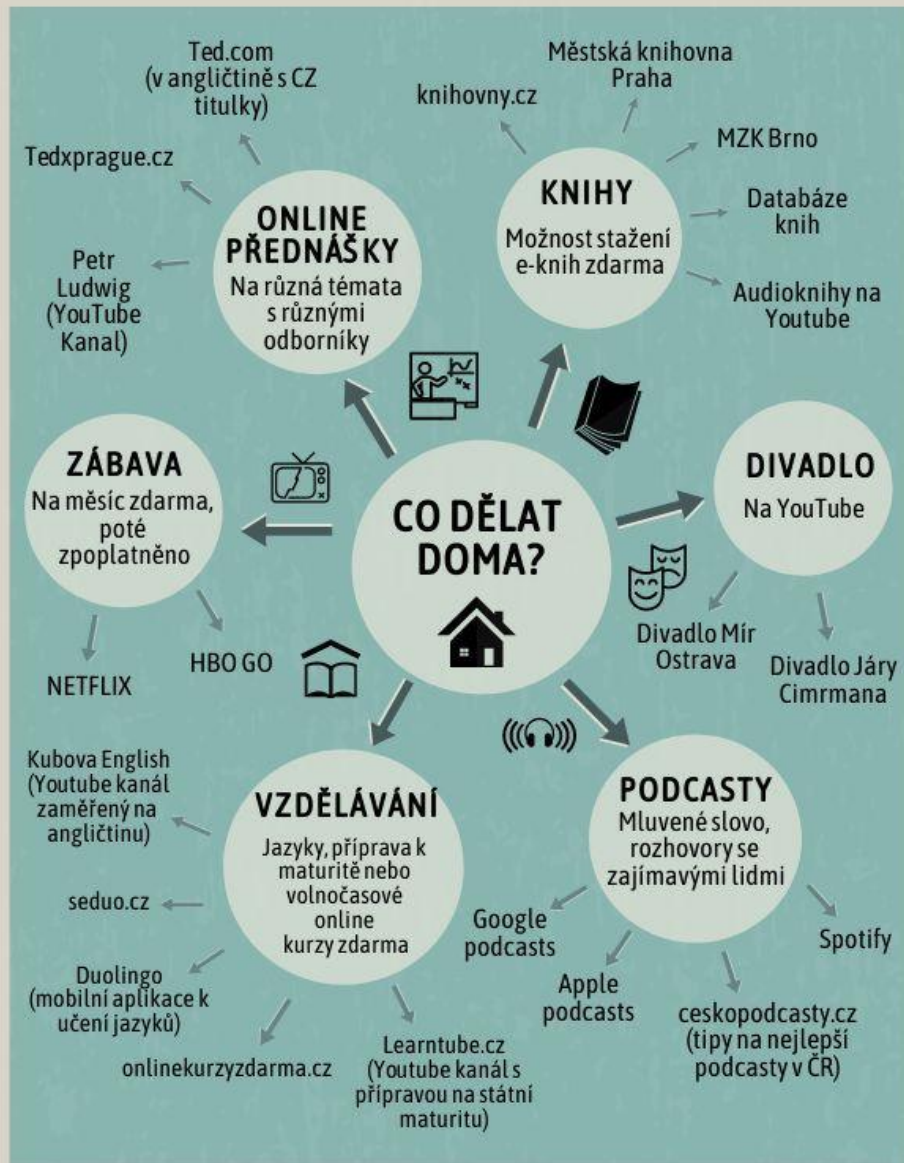 CO DĚLAT
DOMA?
ONLINE
PŘEDNÁŠKY
Na různá témata
s různými
odborníky
Ted.com
(v angličtině s CZ
titulky)
Tedxprague.cz
Petr
Ludwig
(YouTube
Kanal)
KNIHY
Možnost stažení
e-knih zdarma
knihovny.cz
Městská knihovna
Praha
MZK Brno
Databáze
knih
Audioknihy na
Youtube
DIVADLO
Na YouTube
Divadlo Mír
Ostrava
Divadlo Járy
Cimrmana
PODCASTY
Mluvené slovo,
rozhovory se
zajímavými lidmi
Google
podcasts
Apple
podcasts
ceskopodcasty.cz
(tipy na nejlepší
podcasty v ČR)
Spotify
VZDĚLÁVÁNÍ
Jazyky, příprava k
maturitě nebo
volnočasové
online
kurzy zdarma
Kubova English
(Youtube kanál
zaměřený na
angličtinu)
seduo.cz
Duolingo
(mobilní aplikace k
učení jazyků)
onlinekurzyzdarma.cz
Learntube.cz
(Youtube kanál s
přípravou na státní
maturitu)
ZÁBAVA
Na měsíc zdarma,
poté
zpoplatněno
NETFLIX
HBO GO